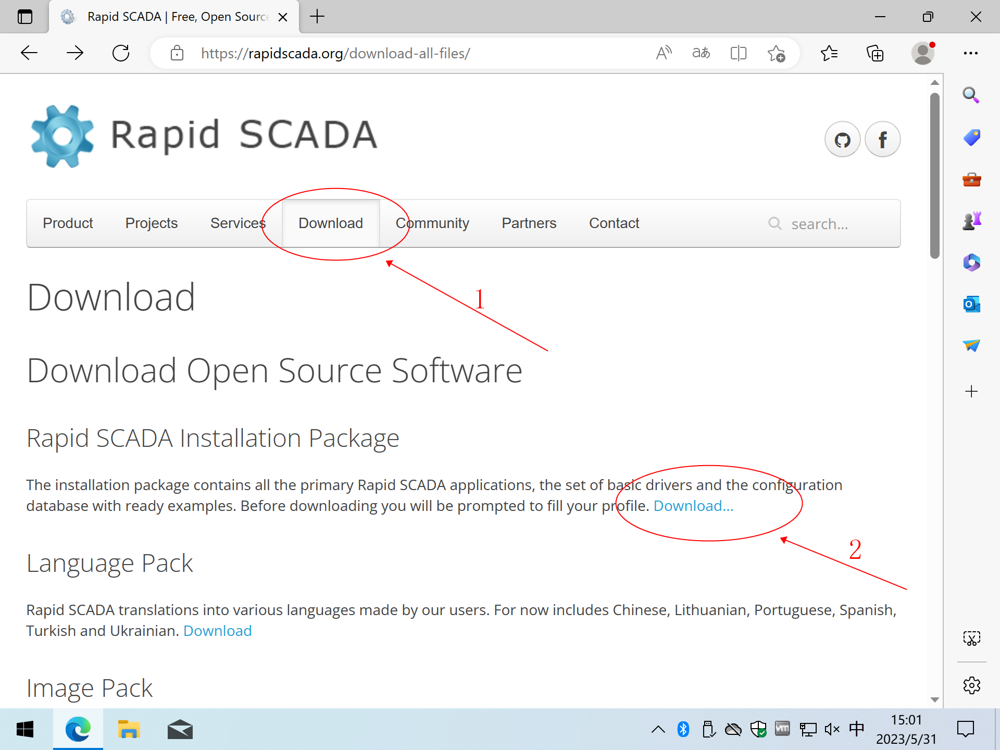 Rapid SCADA | Free, Open Source
https://rapidscada.org/download-all-files/
Rapid SCADA
Product Projects Services Download Community Partners Contact search...
1
Download
Download Open Source Software
Rapid SCADA Installation Package
The installation package contains all the primary Rapid SCADA applications, the set of basic drivers and the configuration
database with ready examples. Before downloading you will be prompted to fill your profile. Download...
2
Language Pack
Rapid SCADA translations into various languages made by our users. For now includes Chinese, Lithuanian, Portuguese, Spanish,
Turkish and Ukrainian. Download
Image Pack
中
15:01
2023/5/31